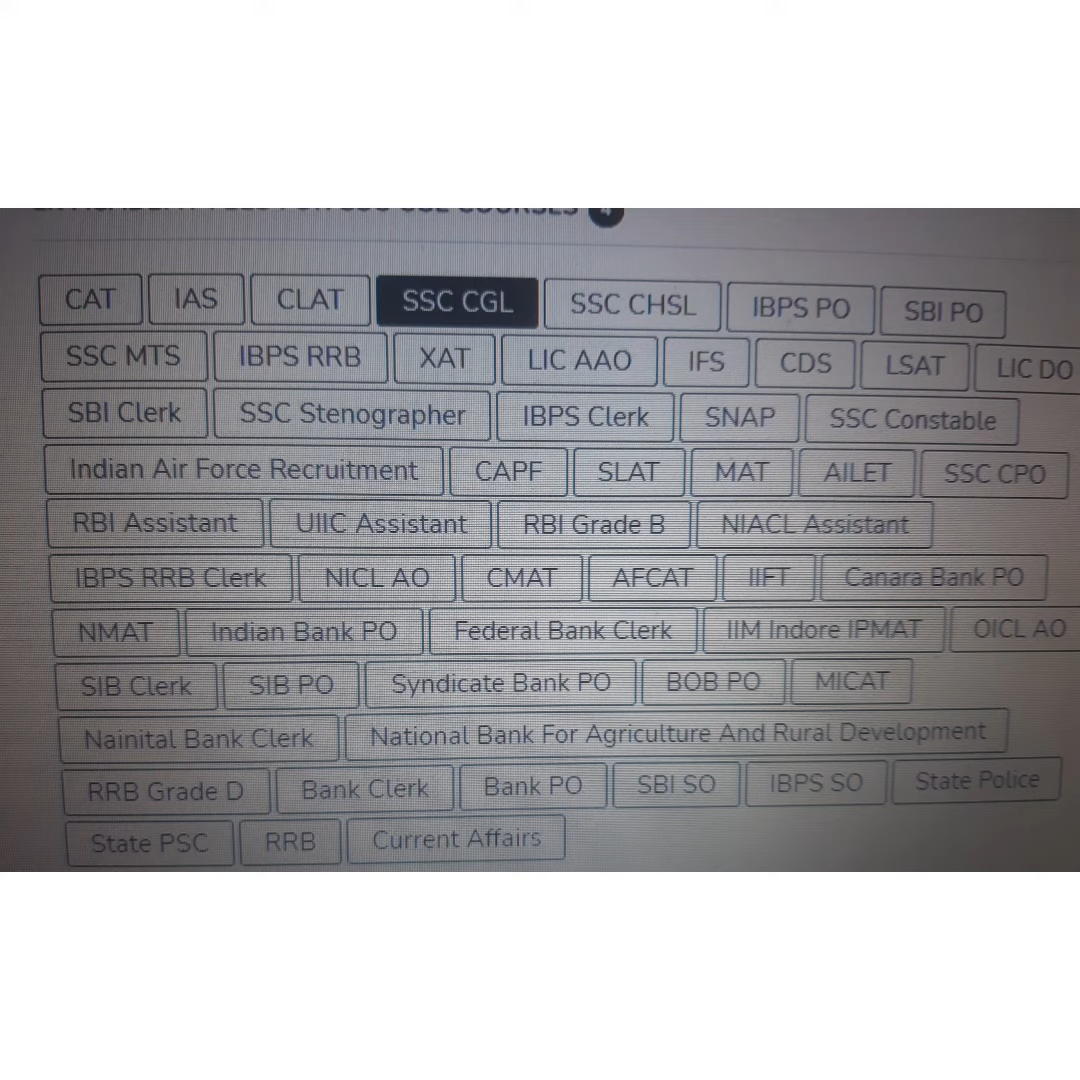 FOR SSC CGL COURSES 4
CAT IAS CLAT SSC CGL SSC CHSL IBPS PO SBI PO
SSC MTS IBPS RRB XAT LIC AAO IFS CDS LSAT LIC DO
SBI Clerk SSC Stenographer IBPS Clerk SNAP SSC Constable
Indian Air Force Recruitment CAPF SLAT MAT AILET SSC CPO
RBI Assistant UIIC Assistant RBI Grade B NIACL Assistant
IBPS RRB Clerk NICL AO CMAT AFCAT IIFT Canara Bank PO
NMAT Indian Bank PO Federal Bank Clerk IIM Indore IPMAT OICL AO
SIB Clerk SIB PO Syndicate Bank PO BOB PO MICAT
Nainital Bank Clerk National Bank For Agriculture And Rural Development
RRB Grade D Bank Clerk Bank PO SBI SO IBPS SO State Police
State PSC RRB Current Affairs